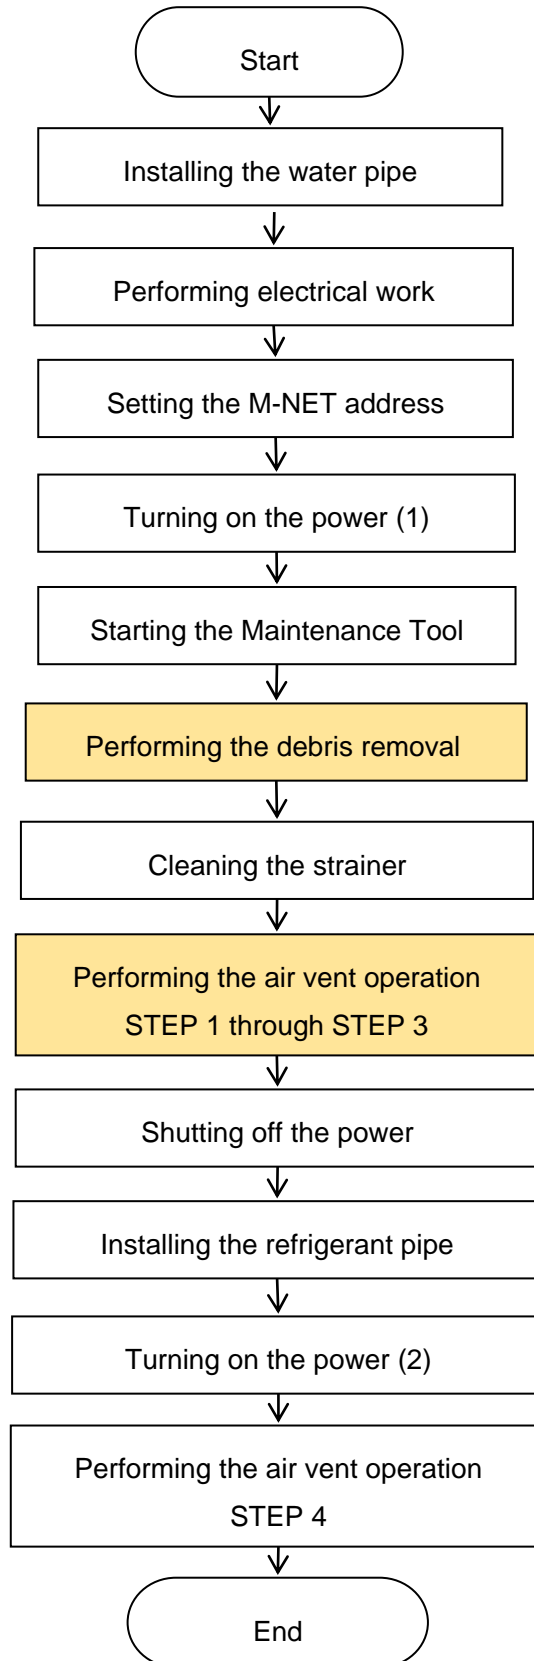 Start
Installing the water pipe
Performing electrical work
Setting the M-NET address
Turning on the power (1)
Starting the Maintenance Tool
Performing the debris removal
Cleaning the strainer
Performing the air vent operation
STEP 1 through STEP 3
Shutting off the power
Installing the refrigerant pipe
Turning on the power (2)
Performing the air vent operation
STEP 4
End